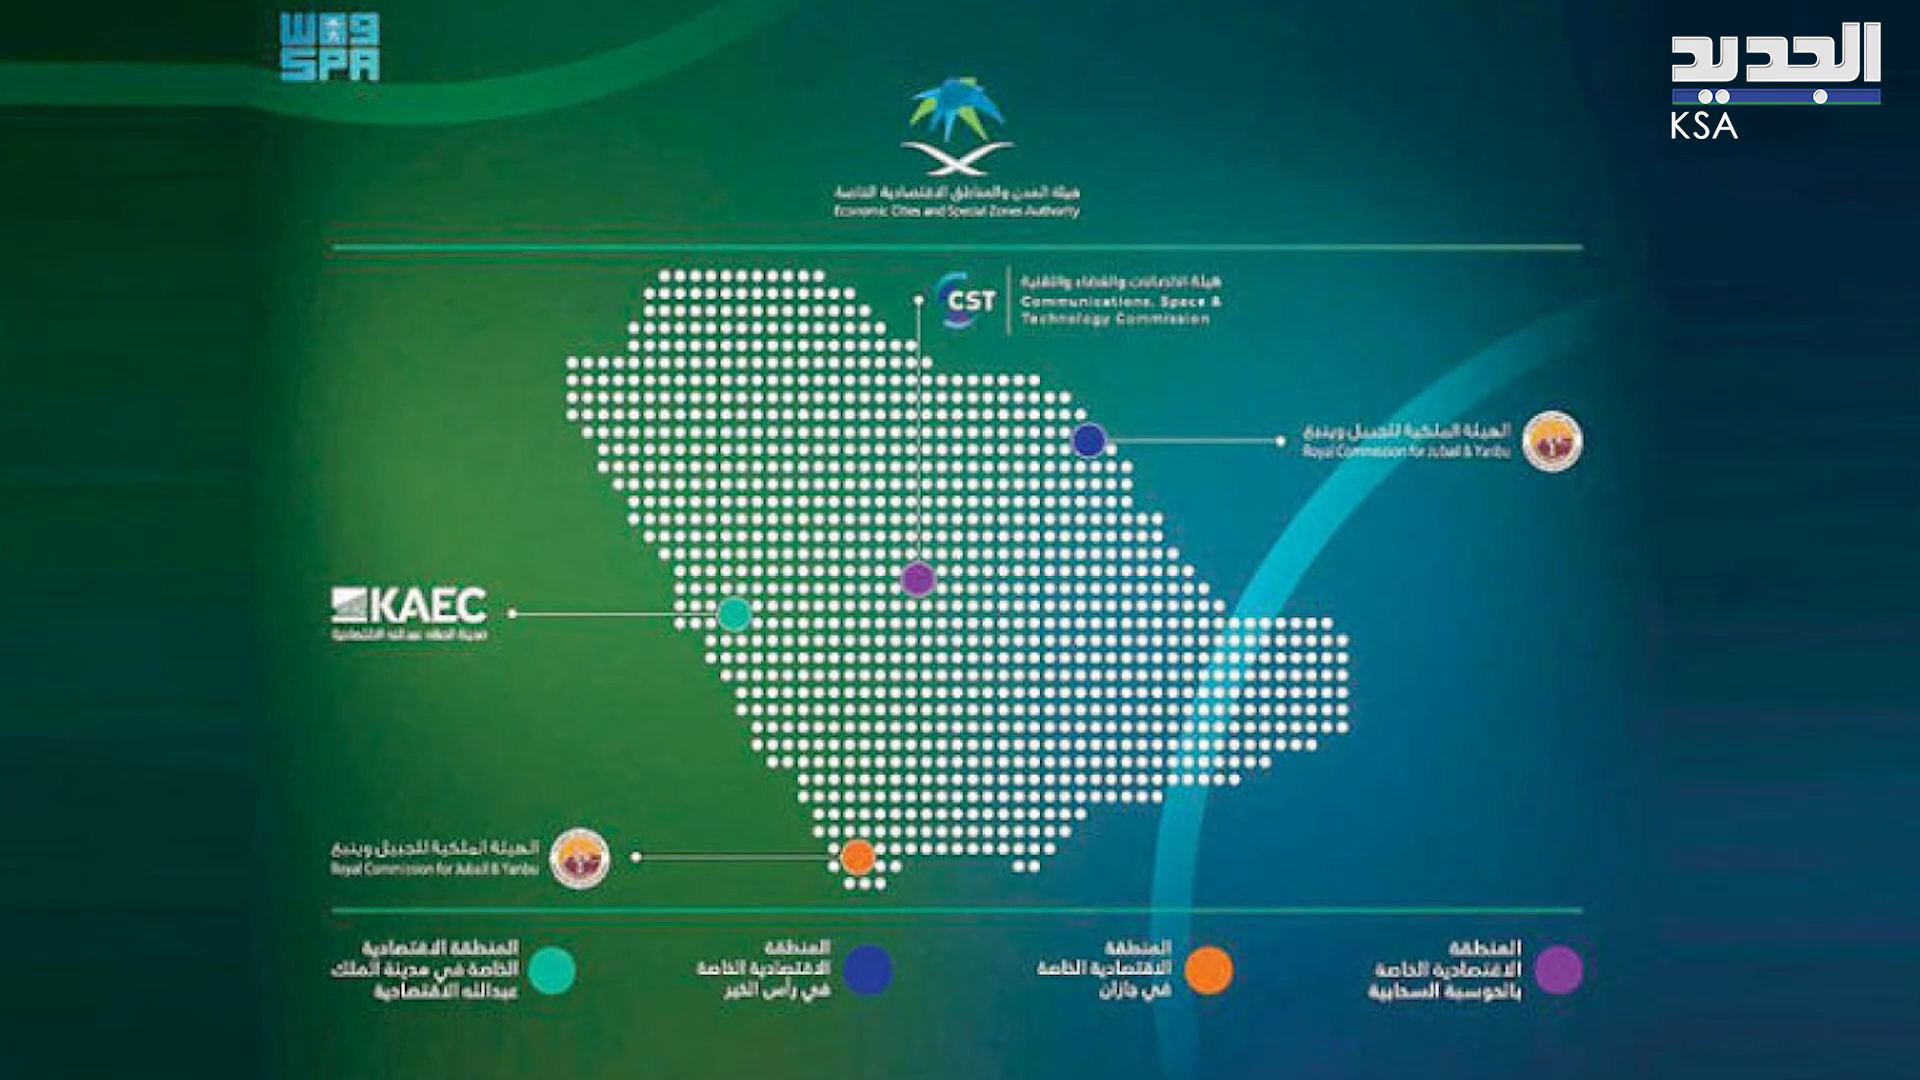 واس
SPA
الجديد
KSA
هيئة المدن والمناطق الاقتصادية الخاصة
Economic Cities and Special Zones Authority
CST
هيئة الاتصالات والفضاء والتقنية
Communications, Space &
Technology Commission
الهيئة الملكية للجبيل وينبع
Royal Commission for Jubail & Yanbu
KAEC
مدينة الملك عبدالله الاقتصادية
الهيئة الملكية للجبيل وينبع
Royal Commission for Jubail & Yanbu
المنطقة
الاقتصادية الخاصة
بالحوسبة السحابية
المنطقة
الاقتصادية الخاصة
في جازان
المنطقة
الاقتصادية الخاصة
في رأس الخير
المنطقة الاقتصادية
الخاصة في مدينة الملك
عبدالله الاقتصادية